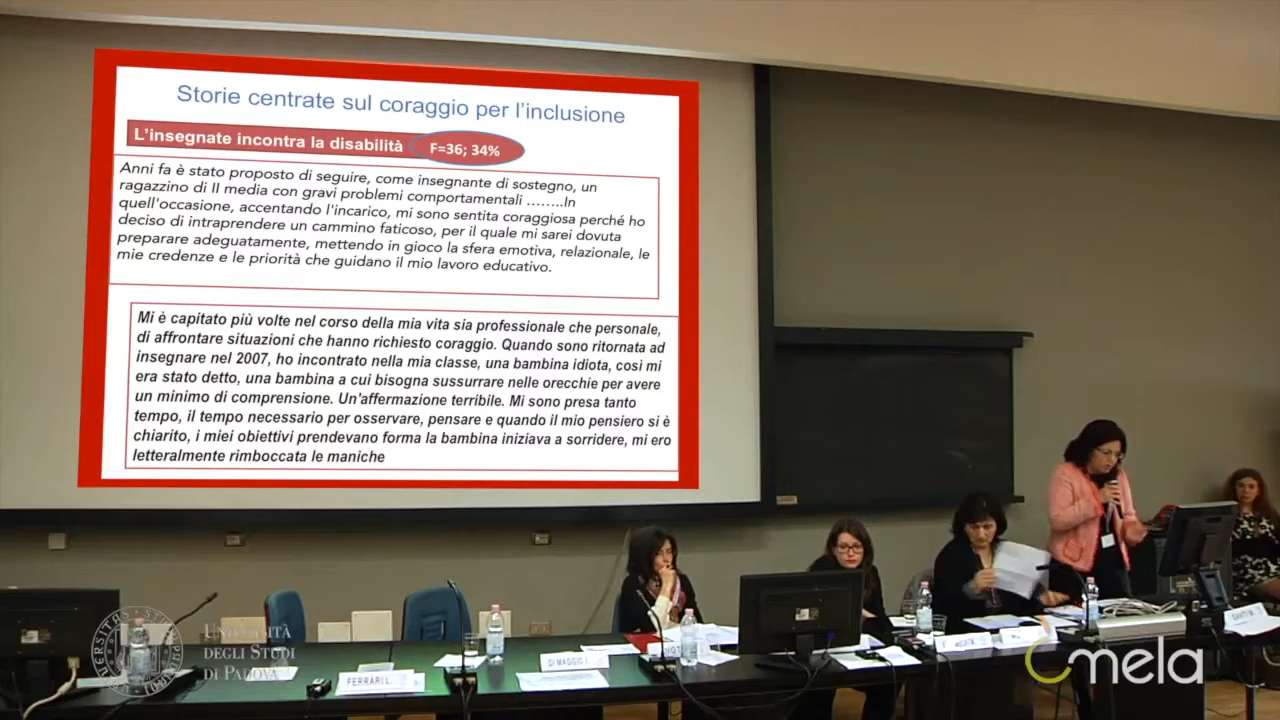 Storie centrate sul coraggio per l'inclusione
L'insegnate incontra la disabilità
F=36; 34%
Anni fa è stato proposto di seguire, come insegnante di sostegno, un
ragazzino di II media con gravi problemi comportamentali ........In
quell'occasione, accentando l'incarico, mi sono sentita coraggiosa perché ho
deciso di intraprendere un cammino faticoso, per il quale mi sarei dovuta
preparare adeguatamente, mettendo in gioco la sfera emotiva, relazionale, le
mie credenze e le priorità che guidano il mio lavoro educativo.
Mi è capitato più volte nel corso della mia vita sia professionale che personale,
di affrontare situazioni che hanno richiesto coraggio. Quando sono ritornata ad
insegnare nel 2007, ho incontrato nella mia classe, una bambina idiota, così mi
era stato detto, una bambina a cui bisogna sussurrare nelle orecchie per avere
un minimo di comprensione. Un'affermazione terribile. Mi sono presa tanto
tempo, il tempo necessario per osservare, pensare e quando il mio pensiero si è
chiarito, i miei obiettivi prendevano forma la bambina iniziava a sorridere, mi ero
letteralmente rimboccata le maniche
Università
degli Studi
di Padova
FERRARI L.
DI MAGGIO I.
mela